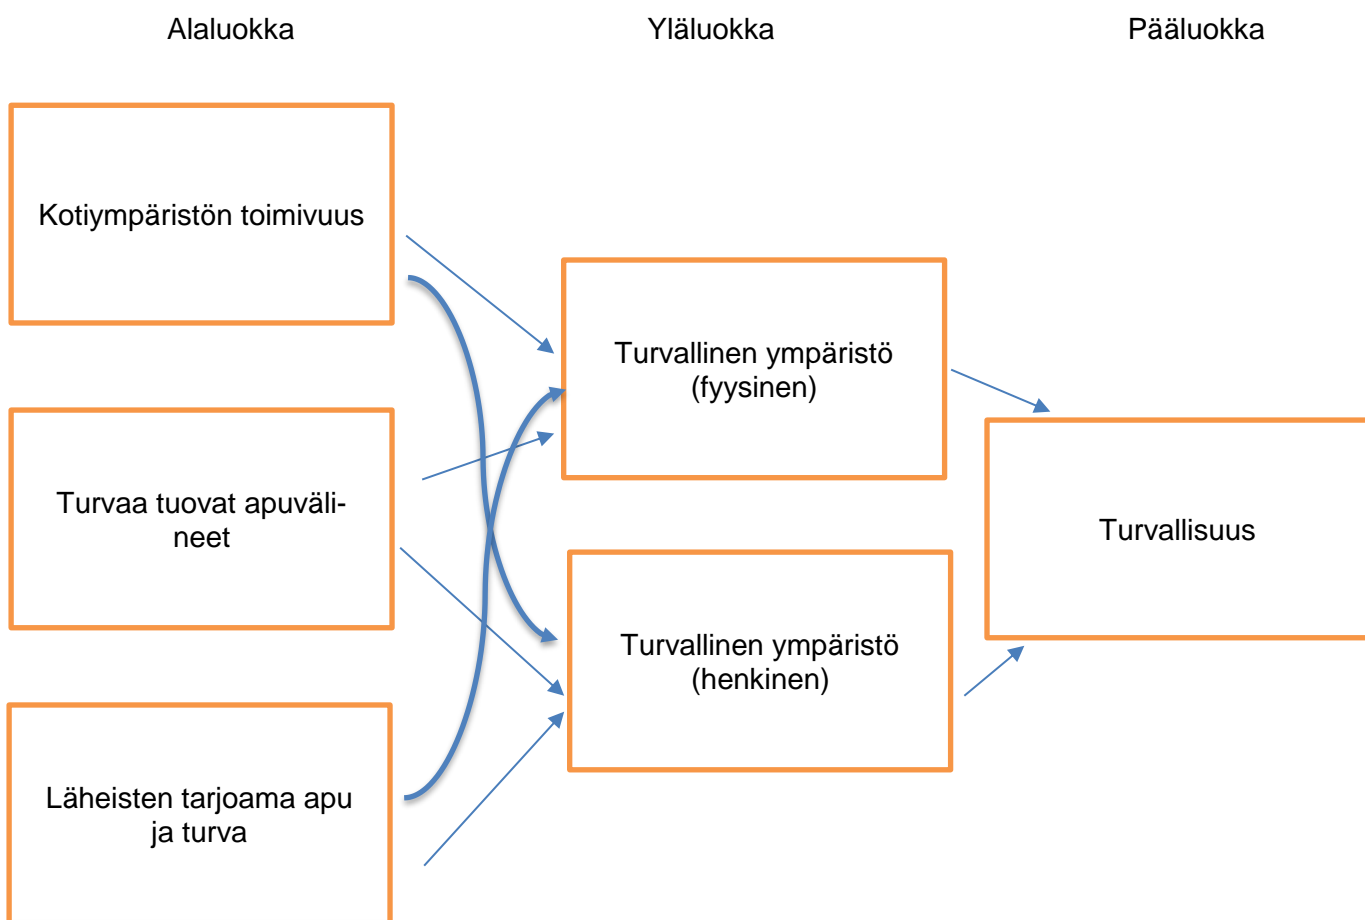 Alaluokka
Yläluokka
Pääluokka
Kotiympäristön toimivuus
Turvaa tuovat apuväli-
neet
Läheisten tarjoama apu
ja turva
Turvallinen ympäristö
(fyysinen)
Turvallinen ympäristö
(henkinen)
Turvallisuus